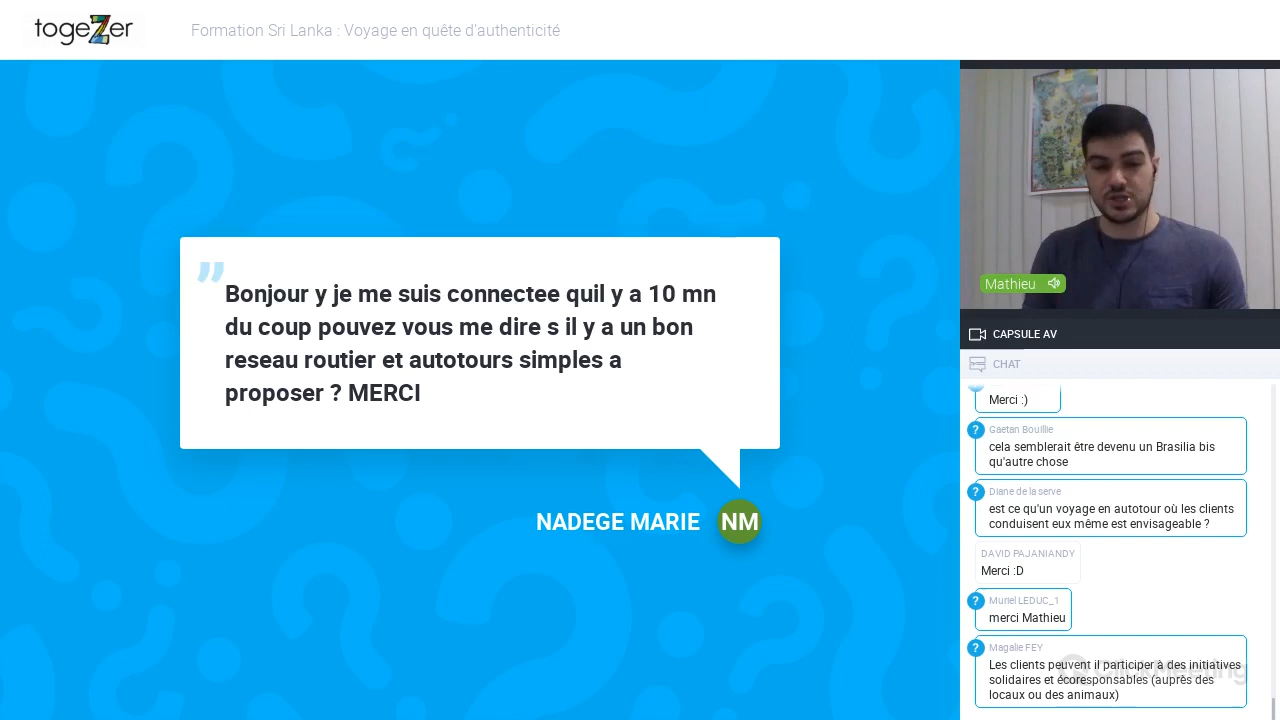 togeZer
Formation Sri Lanka : Voyage en quête d'authenticité
Bonjour y je me suis connectee quil y a 10 mn
du coup pouvez vous me dire s il y a un bon
reseau routier et autotours simples a
proposer ? MERCI
NADEGE MARIE
NM
Mathieu
CAPSULE AV
CHAT
Merci :)
Gaetan Bouillie
cela semblerait être devenu un Brasilia bis
qu'autre chose
Diane de la serve
est ce qu'un voyage en autotour où les clients
conduisent eux même est envisageable ?
DAVID PAJANIANDY
Merci :D
Muriel LEDUC_1
merci Mathieu
Magalie FEY
Les clients peuvent il participer à des initiatives
solidaires et écoresponsables (auprès des
locaux ou des animaux)
ClickMeeting